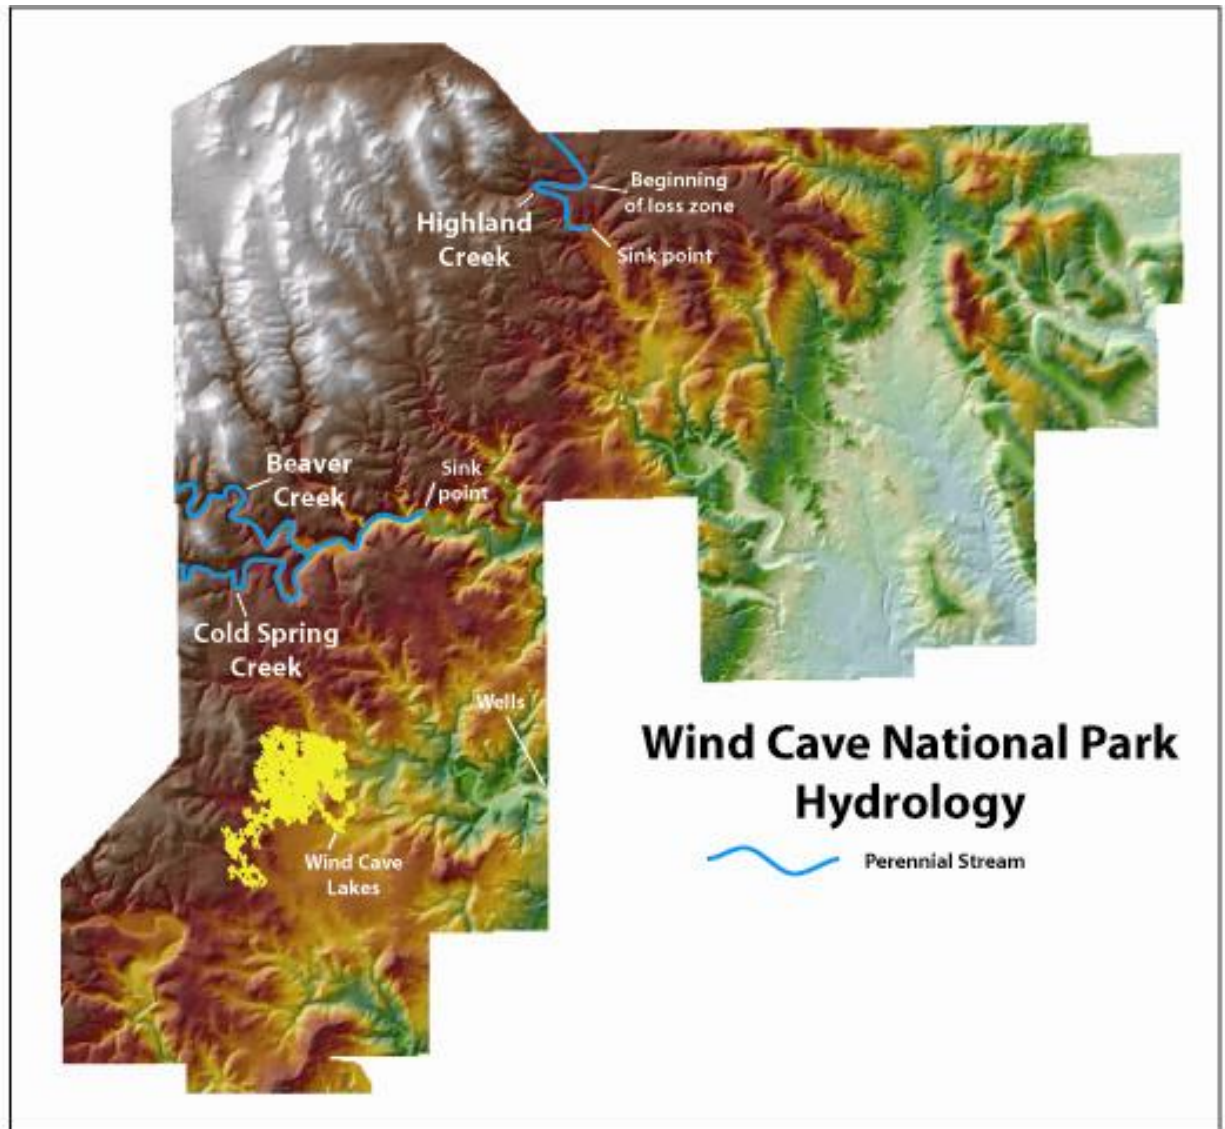 Beginning
of loss zone
Highland
Creek
Sink point
Beaver
Creek
Sink
point
Cold Spring
Creek
Wells
Wind Cave National Park
Hydrology
Perennial Stream
Wind Cave
Lakes